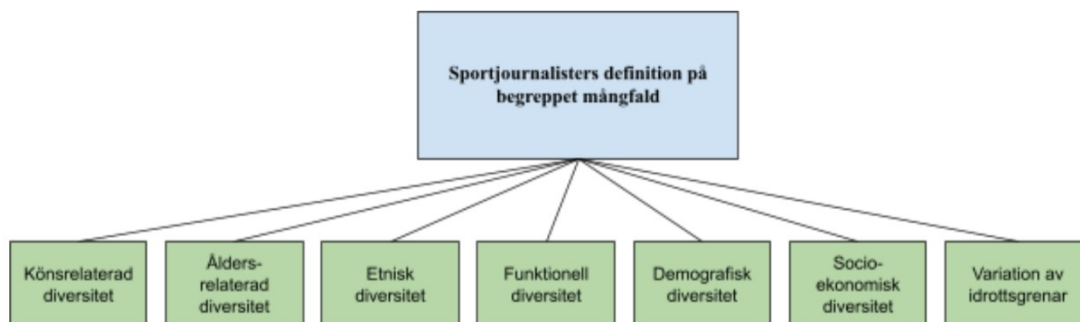 Sportjournalisters definition på
begreppet mångfald
Könsrelaterad
diversitet
Ålders-
relaterad
diversitet
Etnisk
diversitet
Funktionell
diversitet
Demografisk
diversitet
Socio-
ekonomisk
diversitet
Variation av
idrottsgrenar